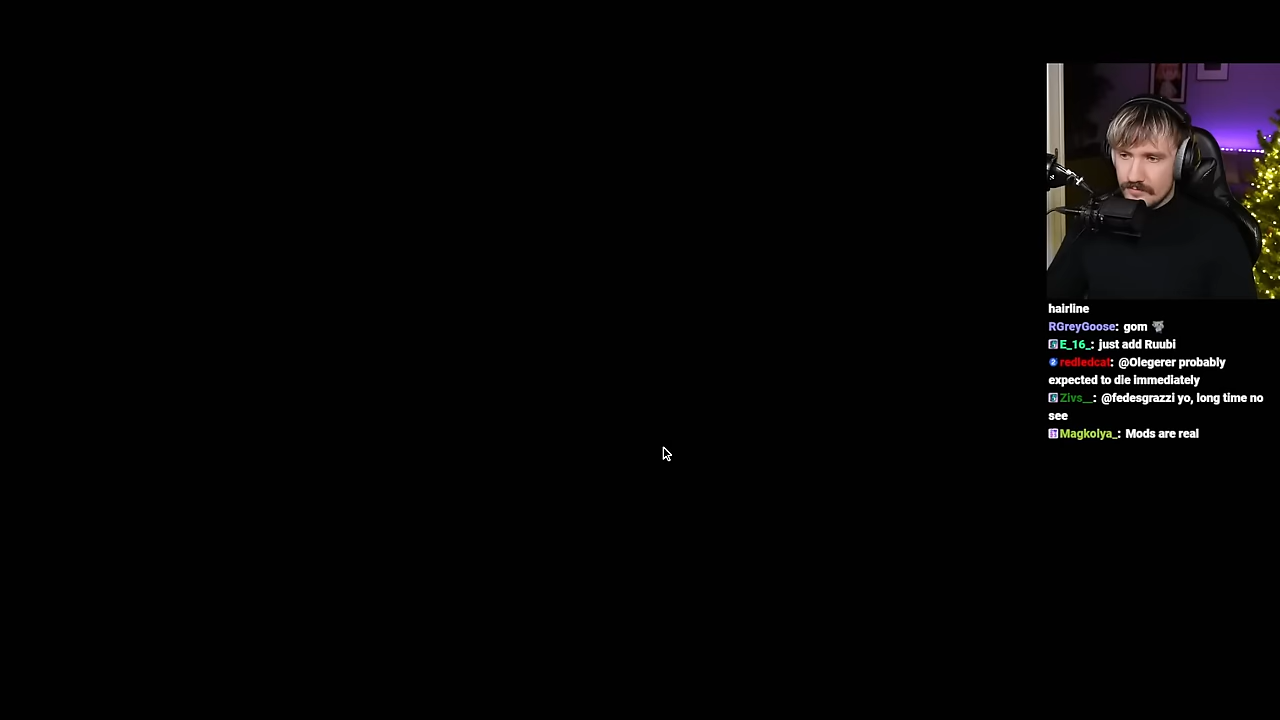 hairline
RGreyGoose: gom
E_16_: just add Ruubi
redledcat: @Olegerer probably
expected to die immediately
Zivs__: @fedesgrazzi yo, long time no
see
Magkolya_: Mods are real